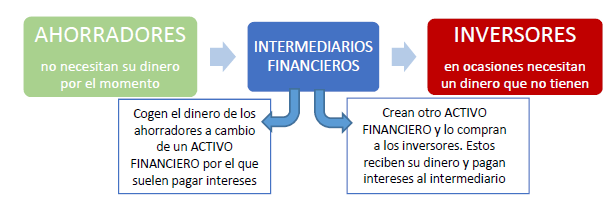 AHORRADORES
no necesitan su dinero
por el momento
INTERMEDIARIOS
FINANCIEROS
INVERSORES
en ocasiones necesitan
un dinero que no tienen
Cogen el dinero de los
ahorradores a cambio
de un ACTIVO
FINANCIERO por el que
suelen pagar intereses
Crean otro ACTIVO
FINANCIERO y lo compran
a los inversores. Estos
reciben su dinero y pagan
intereses al intermediario